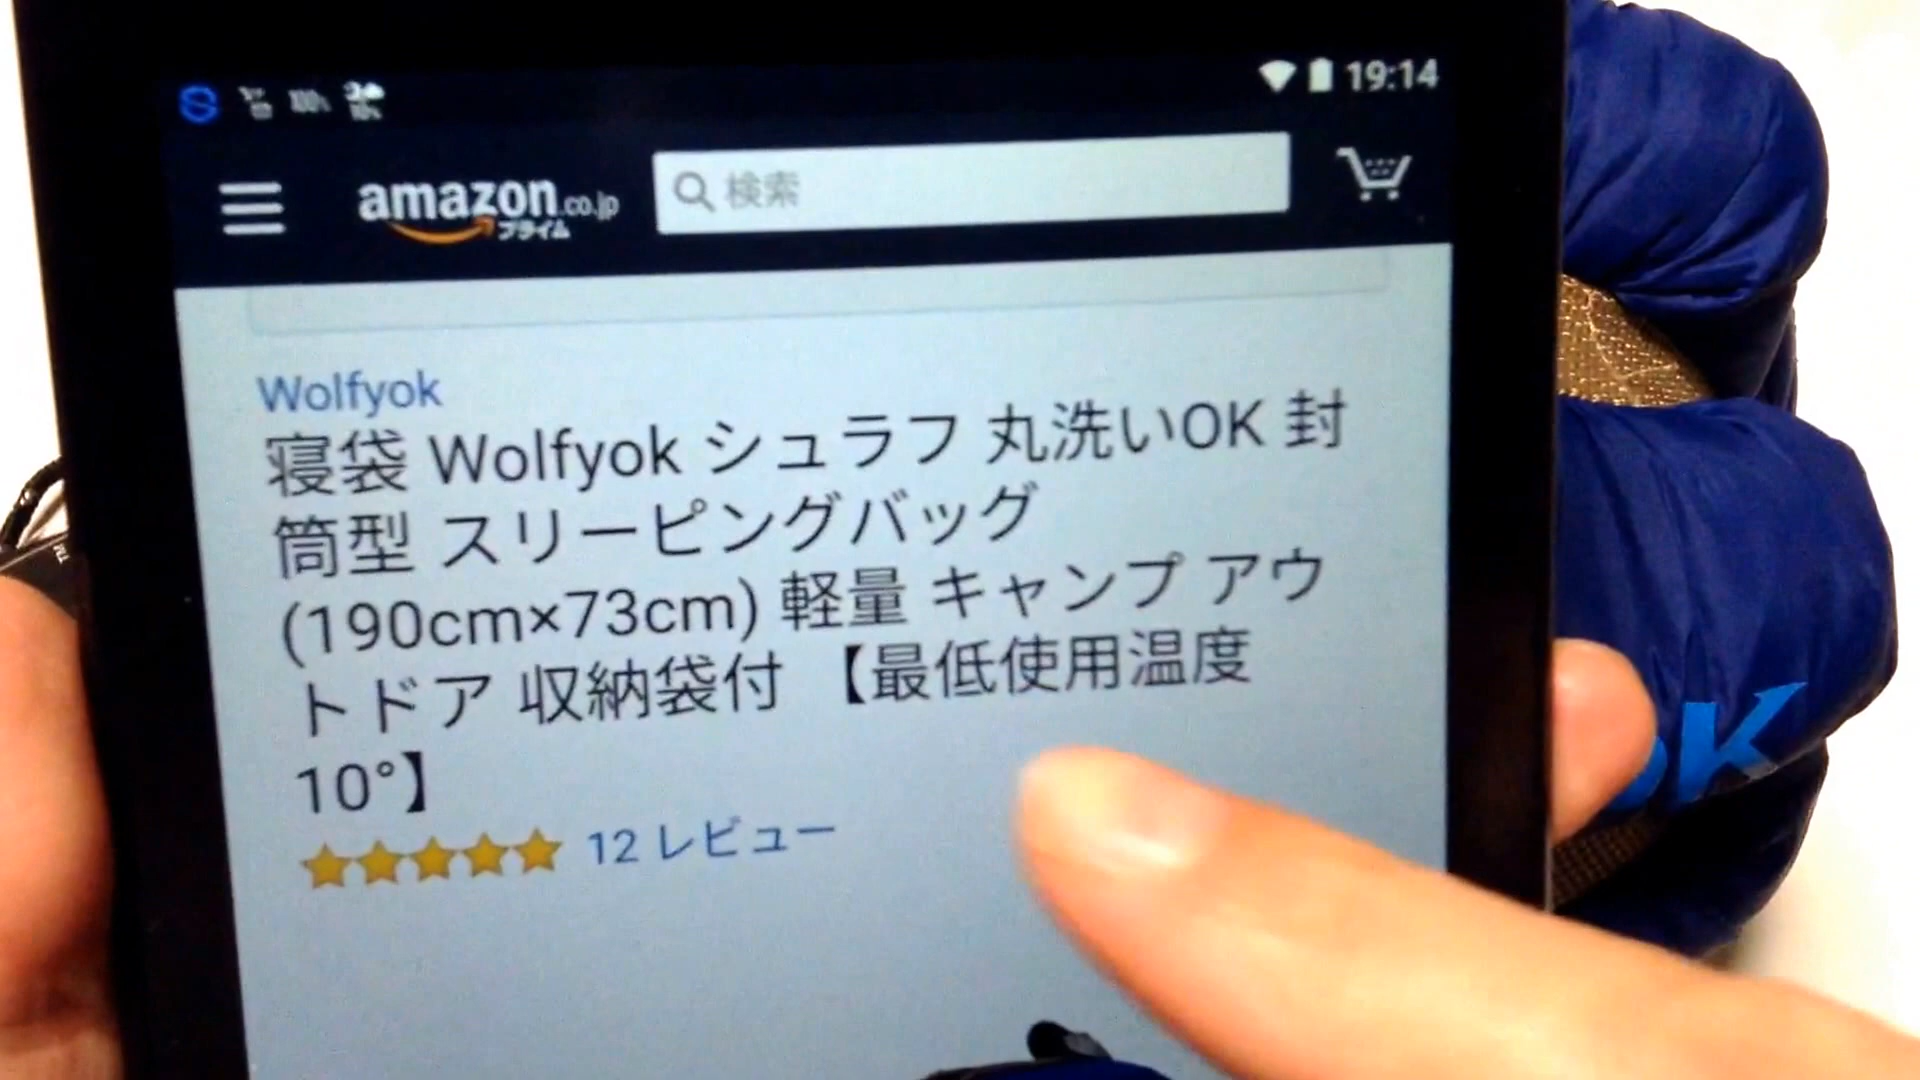 100% 10%
19:14
amazon.co.jp
プライム
検索
Wolfyok
寝袋 Wolfyok シュラフ 丸洗いOK 封
筒型 スリーピングバッグ
(190cm×73cm) 軽量 キャンプ アウ
トドア 収納袋付 【最低使用温度
10°】
12 レビュー
OK